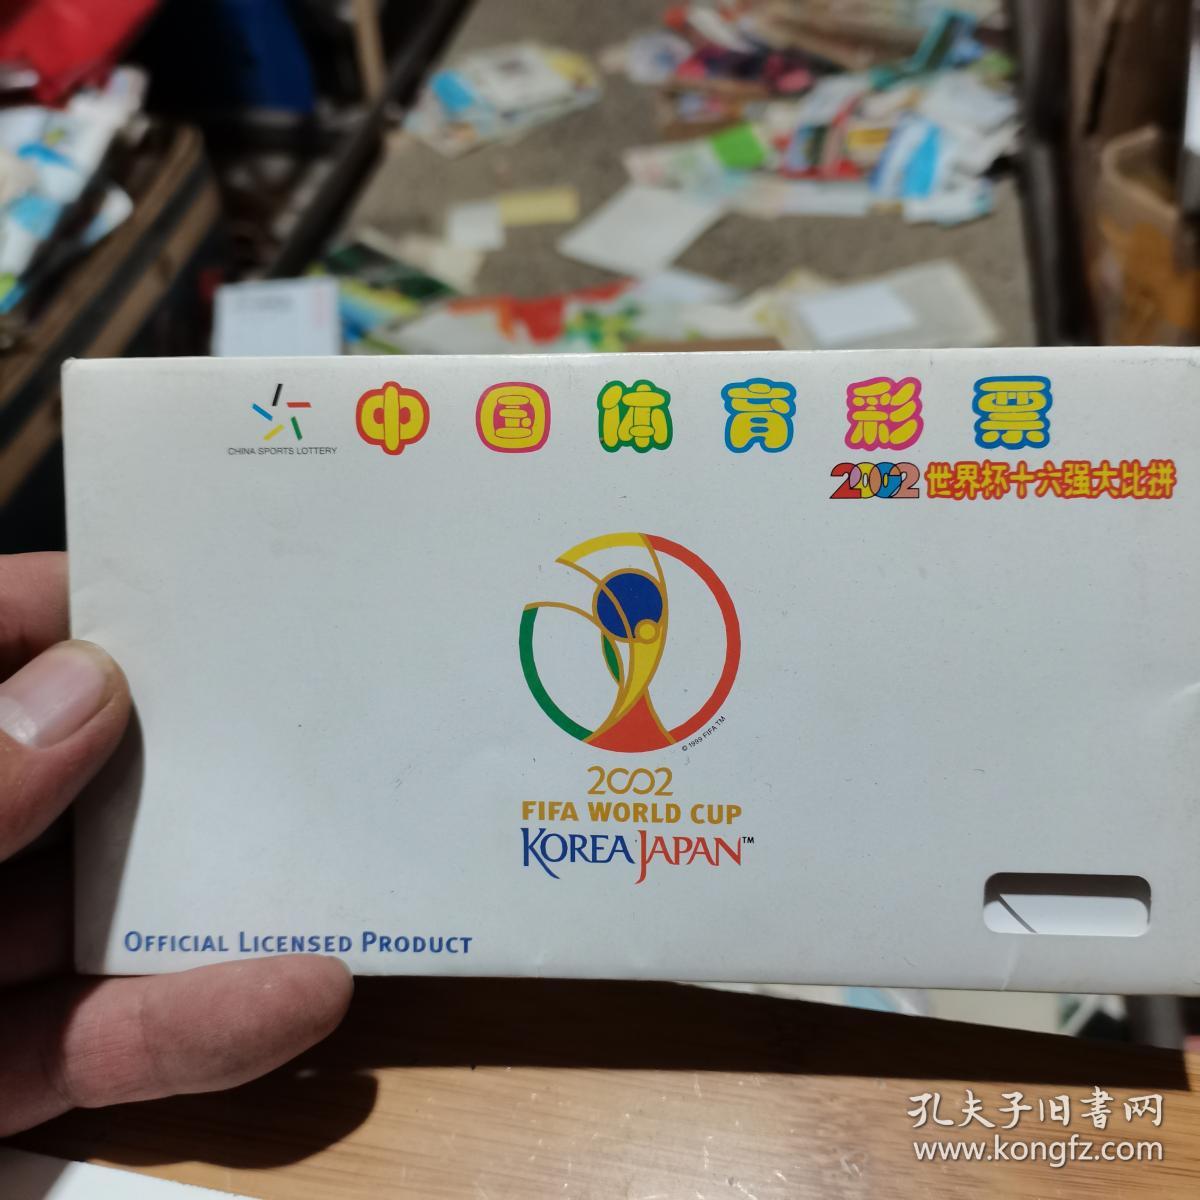 中国体育彩票
CHINA SPORTS LOTTERY
2002世界杯十六强大比拼
© 1999 FIFA TM
2002
FIFA WORLD CUP
KOREA JAPAN™
OFFICIAL LICENSED PRODUCT
孔夫子旧书网
www.kongfz.com